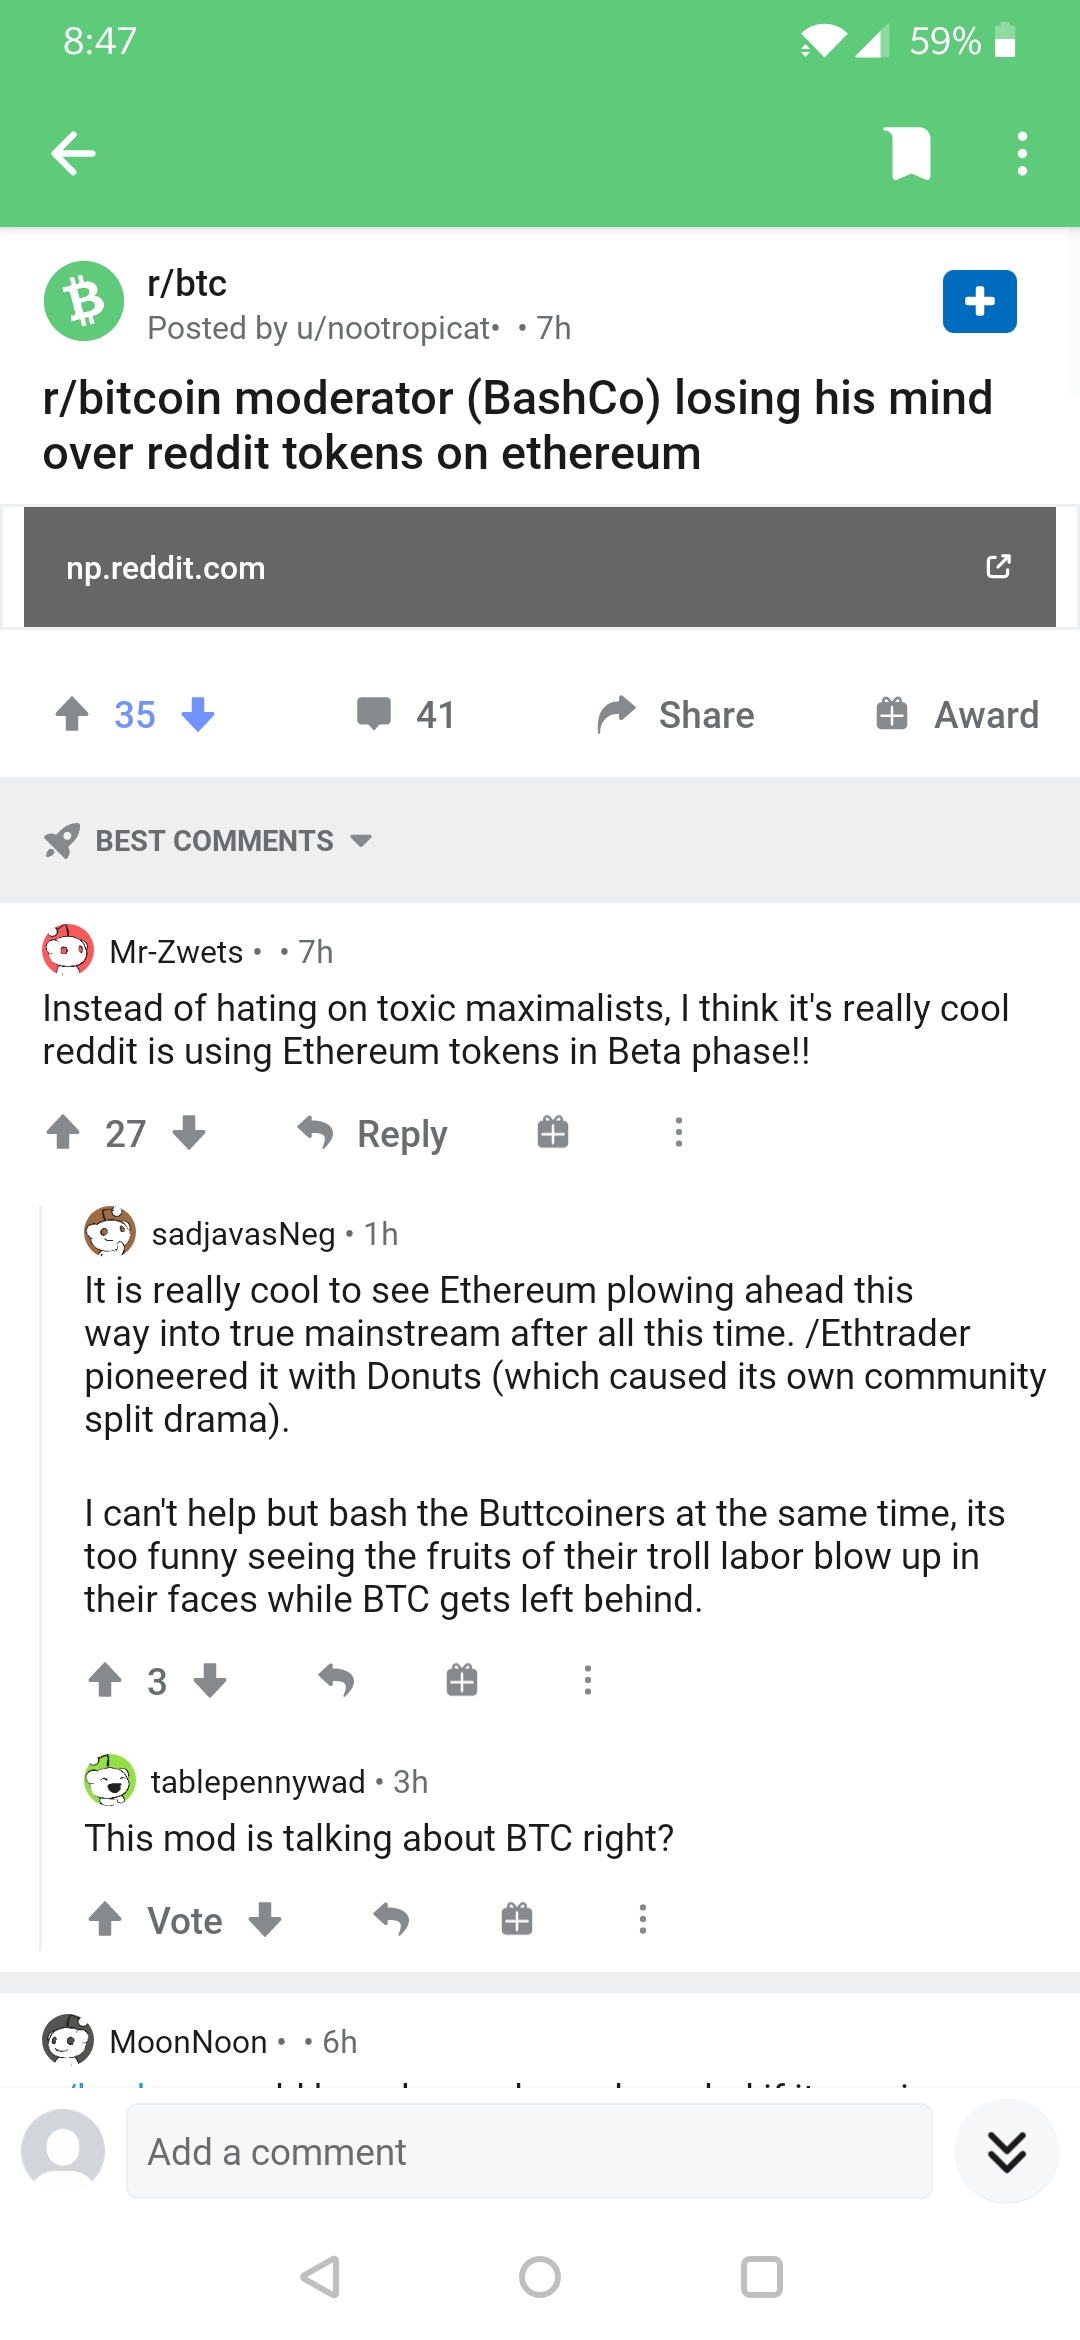 8:47
59%
r/btc
Posted by u/nootropicat• • 7h
r/bitcoin moderator (BashCo) losing his mind
over reddit tokens on ethereum
np.reddit.com
35
41
Share
Award
BEST COMMENTS
Mr-Zwets • • 7h
Instead of hating on toxic maximalists, I think it's really cool
reddit is using Ethereum tokens in Beta phase!!
27
Reply
sadjavasNeg • 1h
It is really cool to see Ethereum plowing ahead this
way into true mainstream after all this time. /Ethtrader
pioneered it with Donuts (which caused its own community
split drama).
I can't help but bash the Buttcoiners at the same time, its
too funny seeing the fruits of their troll labor blow up in
their faces while BTC gets left behind.
3
tablepennywad • 3h
This mod is talking about BTC right?
Vote
MoonNoon • • 6h
Add a comment